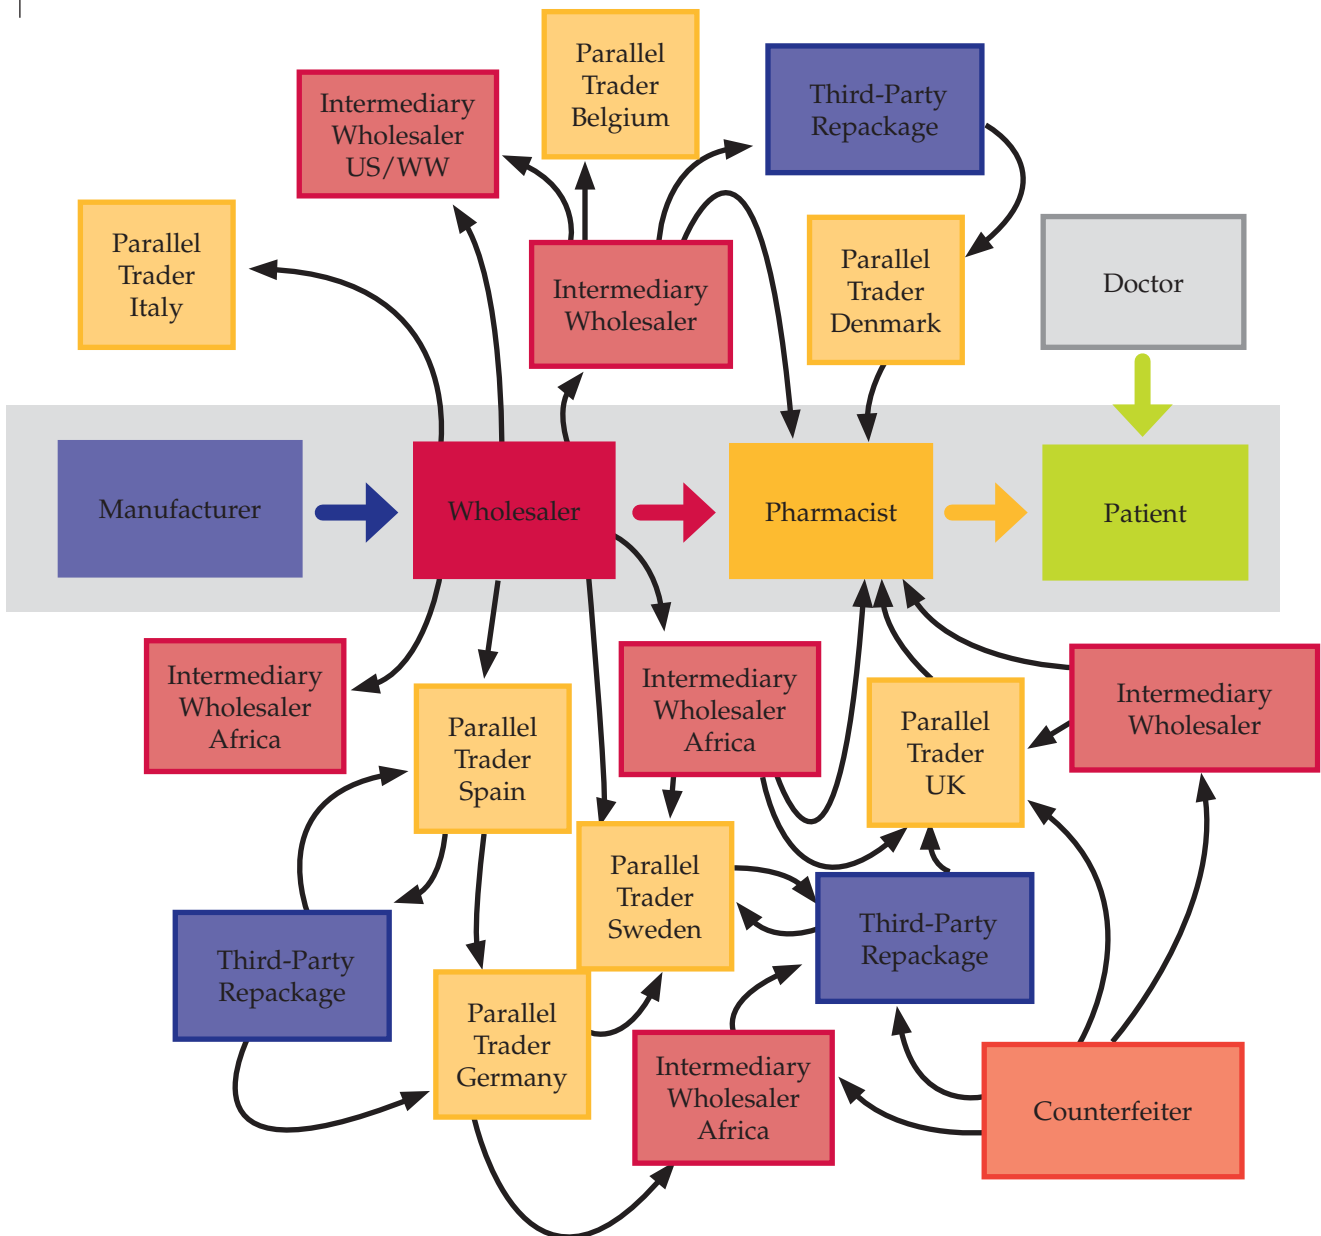 Parallel
Trader
Belgium
Third-Party
Repackage
Intermediary
Wholesaler
US/WW
Parallel
Trader
Italy
Intermediary
Wholesaler
Parallel
Trader
Denmark
Doctor
Manufacturer
Wholesaler
Pharmacist
Patient
Intermediary
Wholesaler
Africa
Parallel
Trader
Spain
Intermediary
Wholesaler
Africa
Parallel
Trader
UK
Intermediary
Wholesaler
Parallel
Trader
Sweden
Third-Party
Repackage
Third-Party
Repackage
Parallel
Trader
Germany
Intermediary
Wholesaler
Africa
Counterfeiter